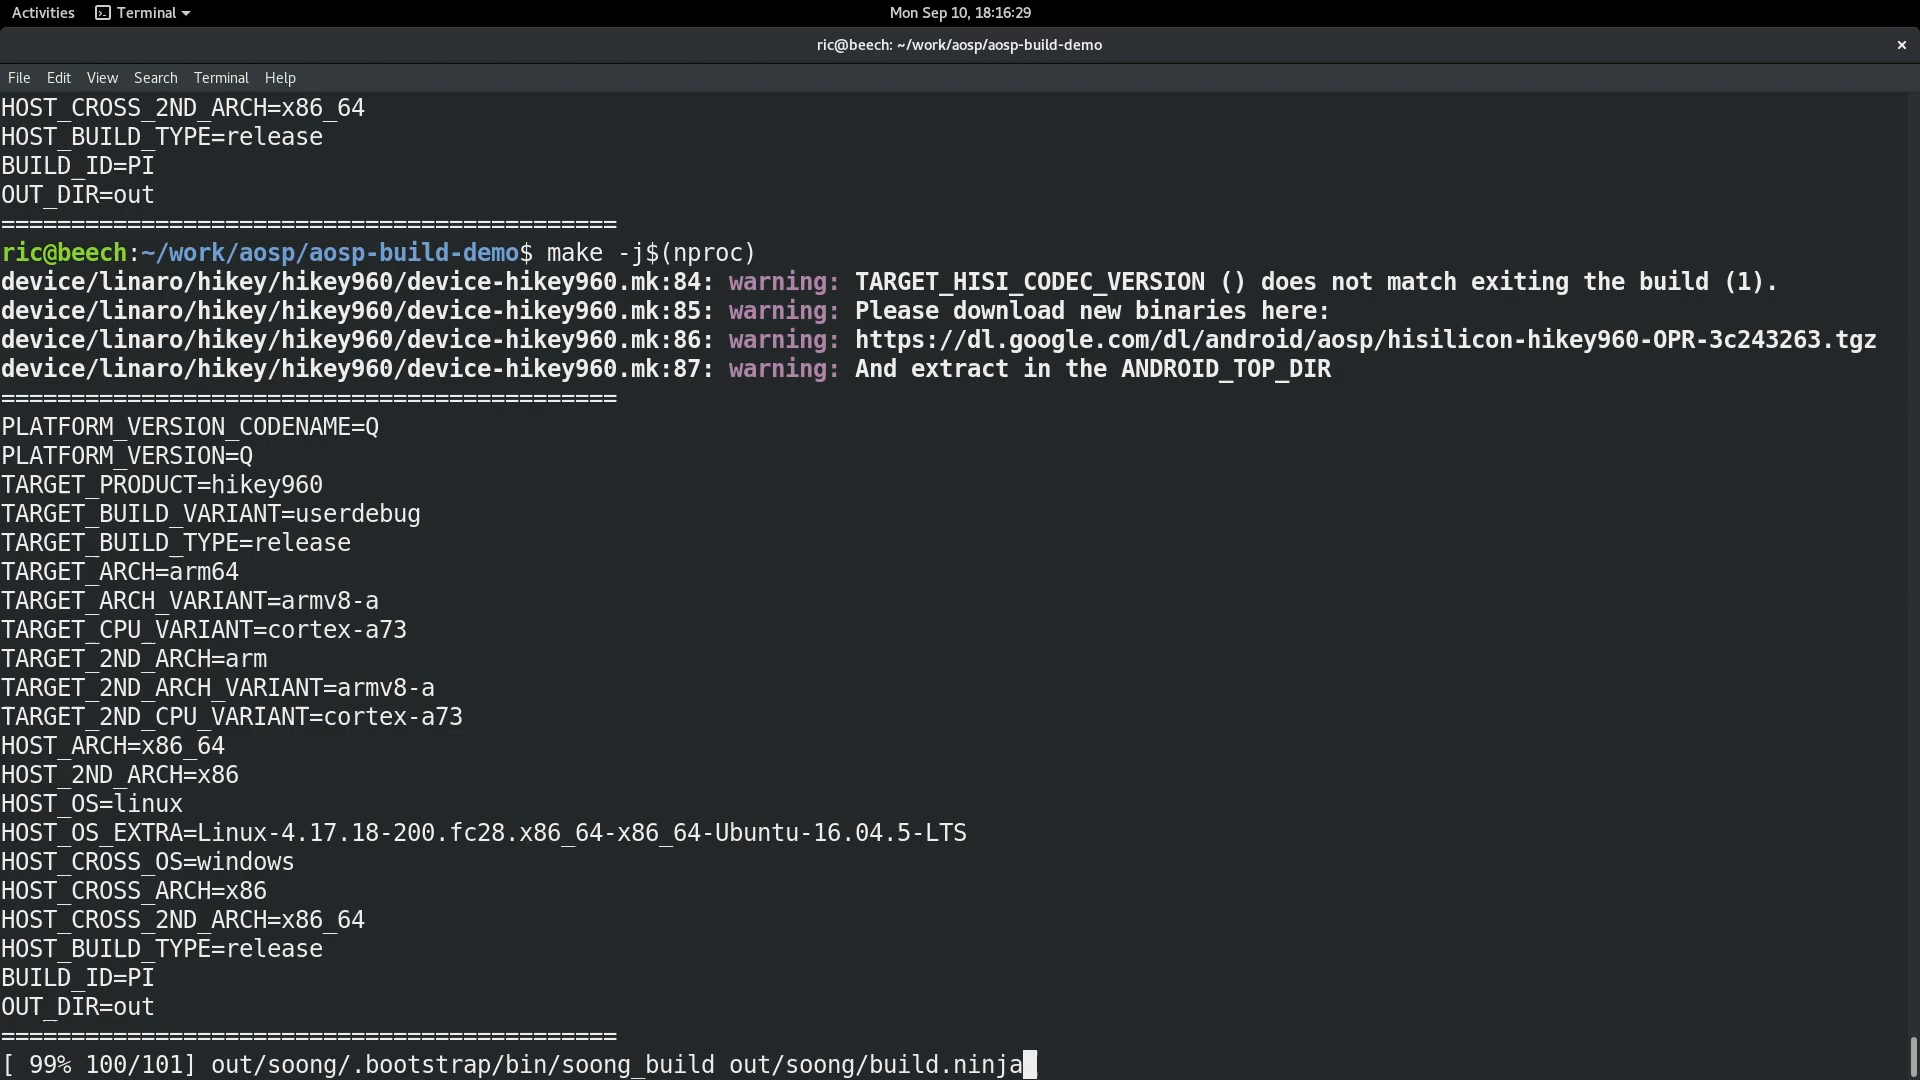 Activities Terminal Mon Sep 10, 18:16:29
ric@beech: ~/work/aosp/aosp-build-demo ×
File Edit View Search Terminal Help
HOST_CROSS_2ND_ARCH=x86_64
HOST_BUILD_TYPE=release
BUILD_ID=PI
OUT_DIR=out
============================================
ric@beech:~/work/aosp/aosp-build-demo$ make -j$(nproc)
device/linaro/hikey/hikey960/device-hikey960.mk:84: warning: TARGET_HISI_CODEC_VERSION () does not match exiting the build (1).
device/linaro/hikey/hikey960/device-hikey960.mk:85: warning: Please download new binaries here:
device/linaro/hikey/hikey960/device-hikey960.mk:86: warning: https://dl.google.com/dl/android/aosp/hisilicon-hikey960-OPR-3c243263.tgz
device/linaro/hikey/hikey960/device-hikey960.mk:87: warning: And extract in the ANDROID_TOP_DIR
============================================
PLATFORM_VERSION_CODENAME=Q
PLATFORM_VERSION=Q
TARGET_PRODUCT=hikey960
TARGET_BUILD_VARIANT=userdebug
TARGET_BUILD_TYPE=release
TARGET_ARCH=arm64
TARGET_ARCH_VARIANT=armv8-a
TARGET_CPU_VARIANT=cortex-a73
TARGET_2ND_ARCH=arm
TARGET_2ND_ARCH_VARIANT=armv8-a
TARGET_2ND_CPU_VARIANT=cortex-a73
HOST_ARCH=x86_64
HOST_2ND_ARCH=x86
HOST_OS=linux
HOST_OS_EXTRA=Linux-4.17.18-200.fc28.x86_64-x86_64-Ubuntu-16.04.5-LTS
HOST_CROSS_OS=windows
HOST_CROSS_ARCH=x86
HOST_CROSS_2ND_ARCH=x86_64
HOST_BUILD_TYPE=release
BUILD_ID=PI
OUT_DIR=out
============================================
[ 99% 100/101] out/soong/.bootstrap/bin/soong_build out/soong/build.ninja